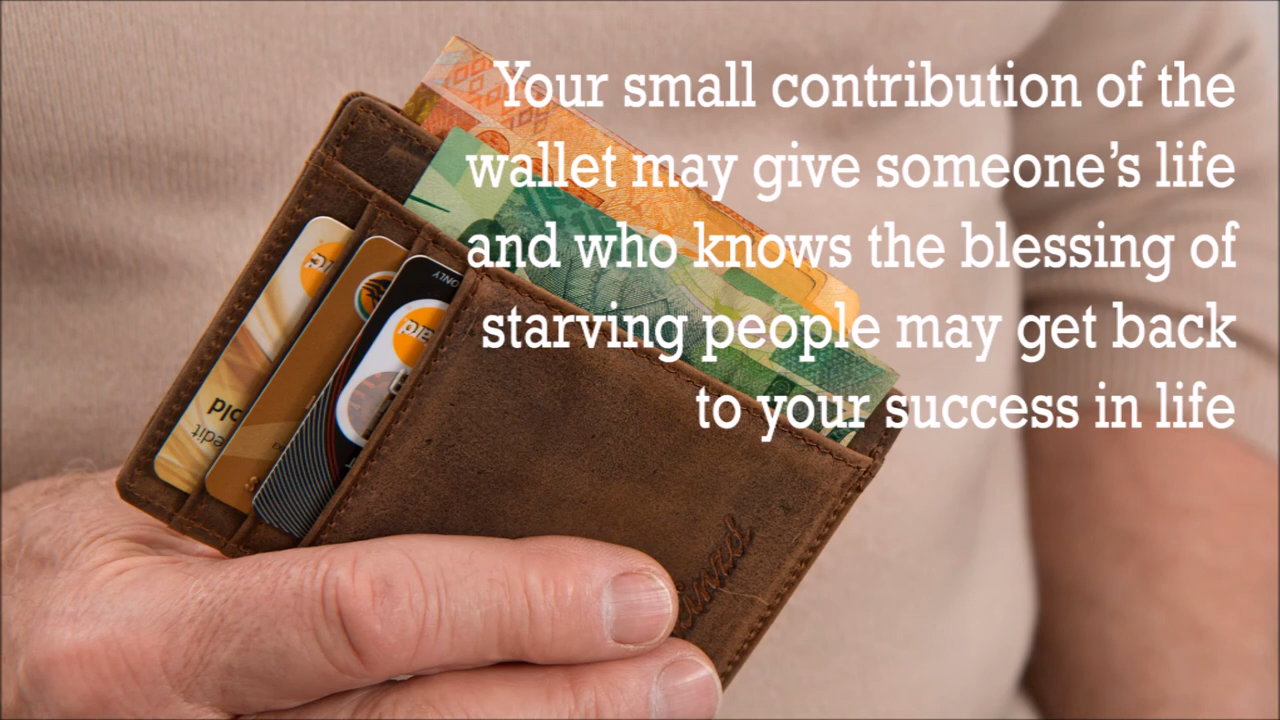 Your small contribution of the
wallet may give someone’s life
and who knows the blessing of
starving people may get back
to your success in life
ONLY